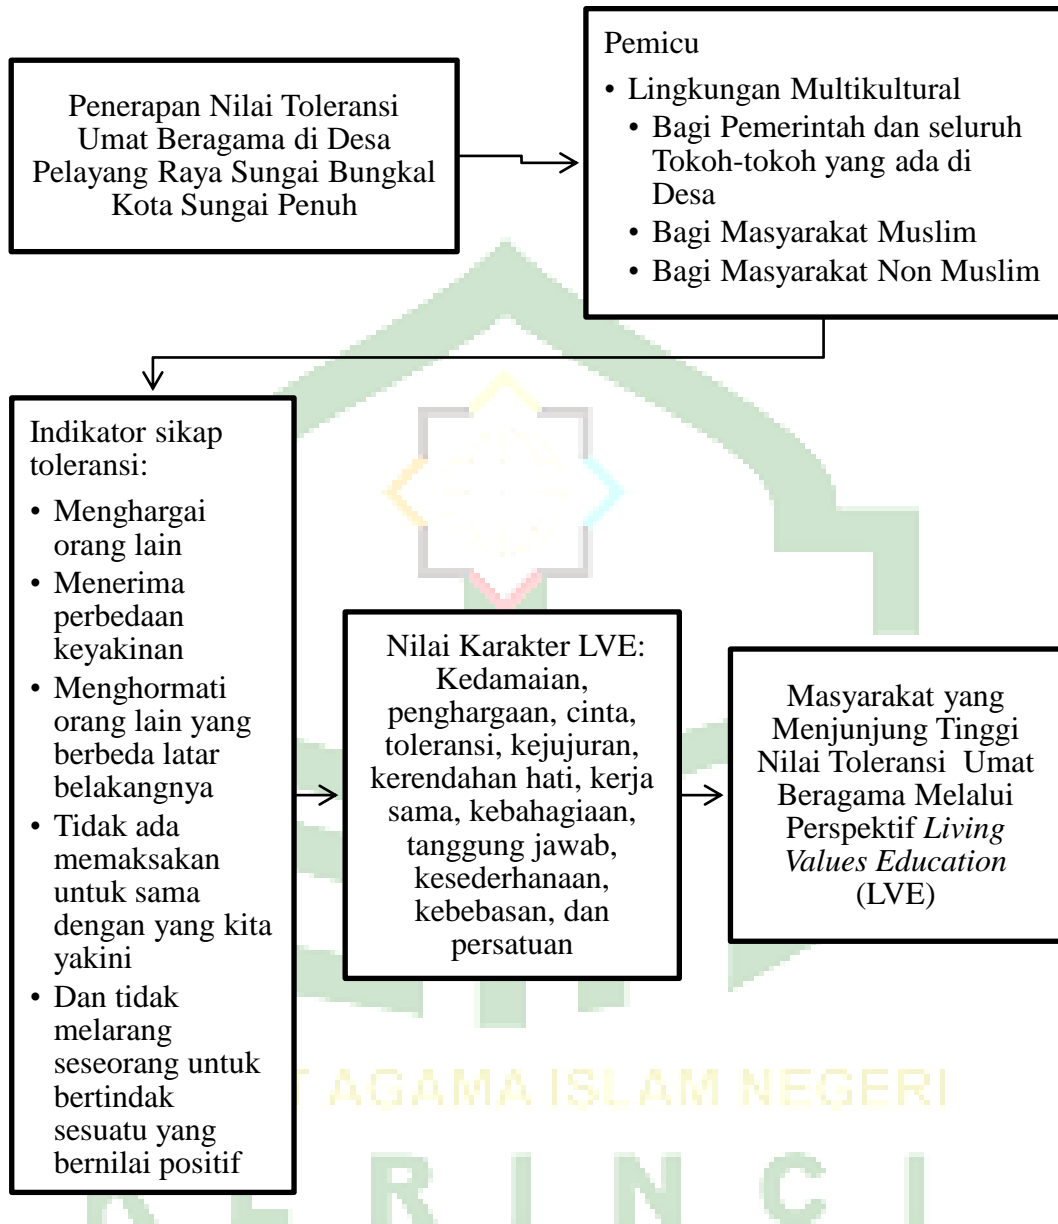 Penerapan Nilai Toleransi
Umat Beragama di Desa
Pelayang Raya Sungai Bungkal
Kota Sungai Penuh
Pemicu
• Lingkungan Multikultural
• Bagi Pemerintah dan seluruh
Tokoh-tokoh yang ada di
Desa
• Bagi Masyarakat Muslim
• Bagi Masyarakat Non Muslim
Indikator sikap
toleransi:
• Menghargai
orang lain
• Menerima
perbedaan
keyakinan
• Menghormati
orang lain yang
berbeda latar
belakangnya
• Tidak ada
memaksakan
untuk sama
dengan yang kita
yakini
• Dan tidak
melarang
seseorang untuk
bertindak
sesuatu yang
bernilai positif
Nilai Karakter LVE:
Kedamaian,
penghargaan, cinta,
toleransi, kejujuran,
kerendahan hati, kerja
sama, kebahagiaan,
tanggung jawab,
kesederhanaan,
kebebasan, dan
persatuan
Masyarakat yang
Menjunjung Tinggi
Nilai Toleransi  Umat
Beragama Melalui
Perspektif Living
Values Education
(LVE)
AGAMA ISLAM NEGERI
KERINCI